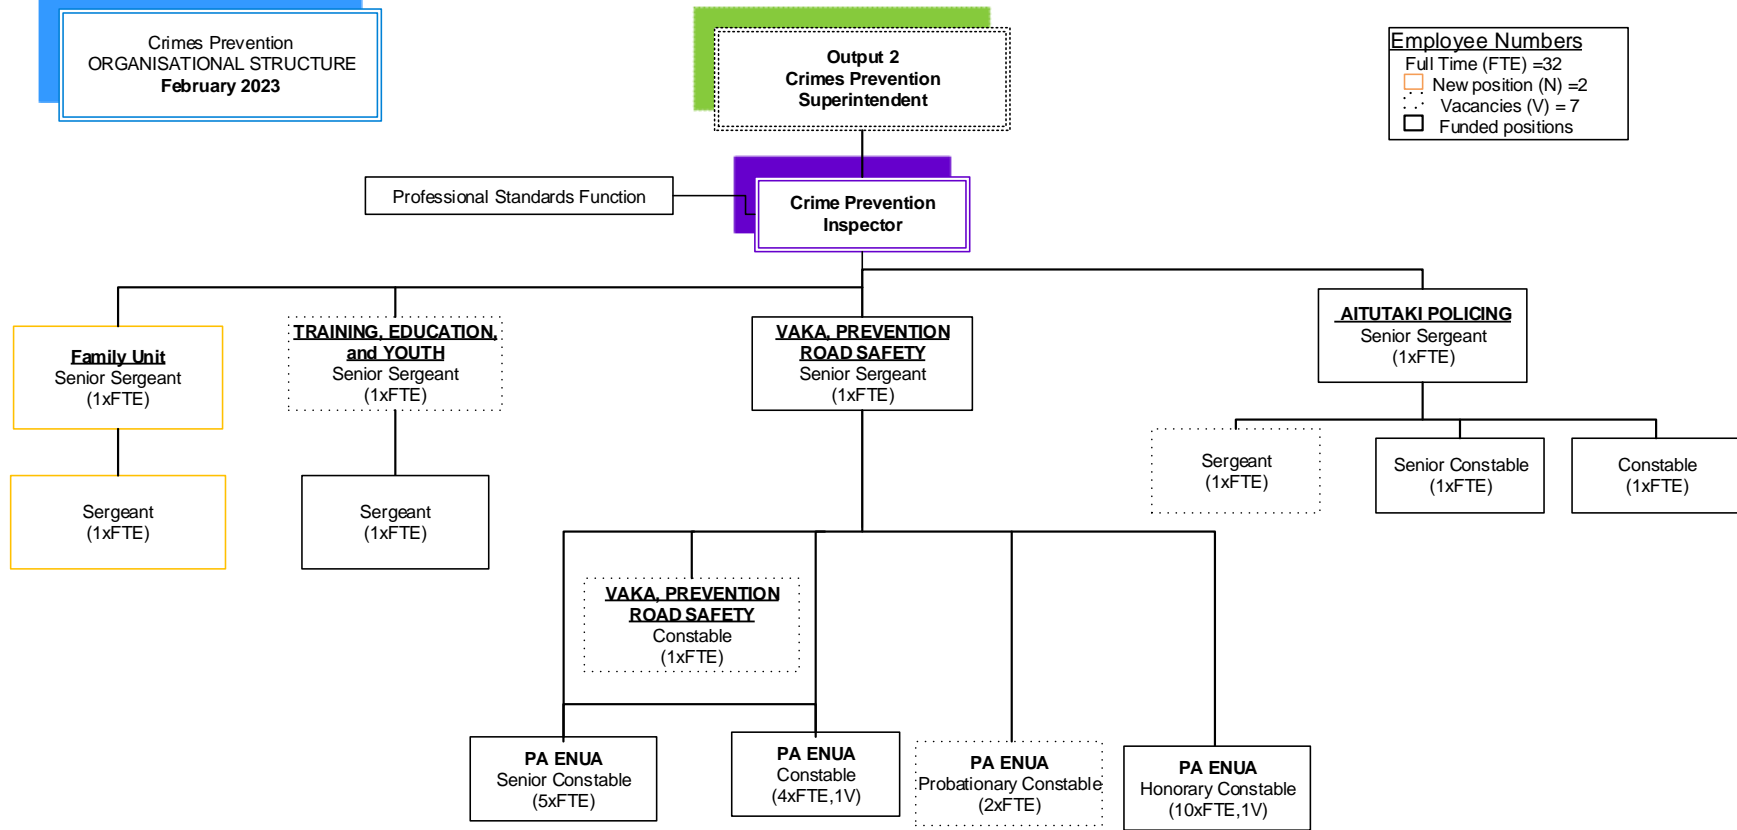 Crimes Prevention
ORGANISATIONAL STRUCTURE
February 2023
Output 2
Crimes Prevention
Superintendent
Employee Numbers
Full Time (FTE) =32
New position (N) =2
Vacancies (V) = 7
Funded positions
Professional Standards Function
Crime Prevention
Inspector
Family Unit
Senior Sergeant
(1xFTE)
TRAINING, EDUCATION,
and YOUTH
Senior Sergeant
(1xFTE)
VAKA, PREVENTION
ROAD SAFETY
Senior Sergeant
(1xFTE)
AITUTAKI POLICING
Senior Sergeant
(1xFTE)
Sergeant
(1xFTE)
Sergeant
(1xFTE)
Sergeant
(1xFTE)
Senior Constable
(1xFTE)
Constable
(1xFTE)
VAKA, PREVENTION
ROAD SAFETY
Constable
(1xFTE)
PA ENUA
Senior Constable
(5xFTE)
PA ENUA
Constable
(4xFTE,1V)
PA ENUA
Probationary Constable
(2xFTE)
PA ENUA
Honorary Constable
(10xFTE,1V)